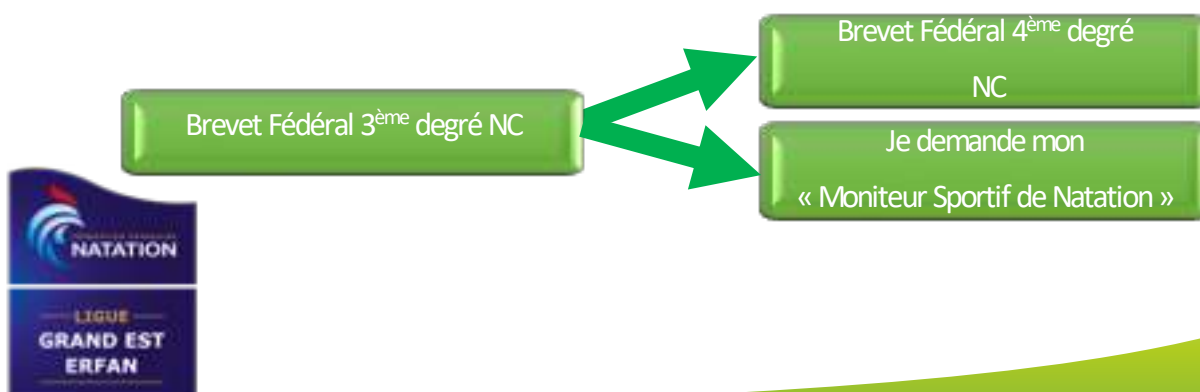 Brevet Fédéral 4ème degré
NC
Brevet Fédéral 3ème degré NC
Je demande mon
« Moniteur Sportif de Natation »
NATATION
LIGUE
GRAND EST
ERFAN